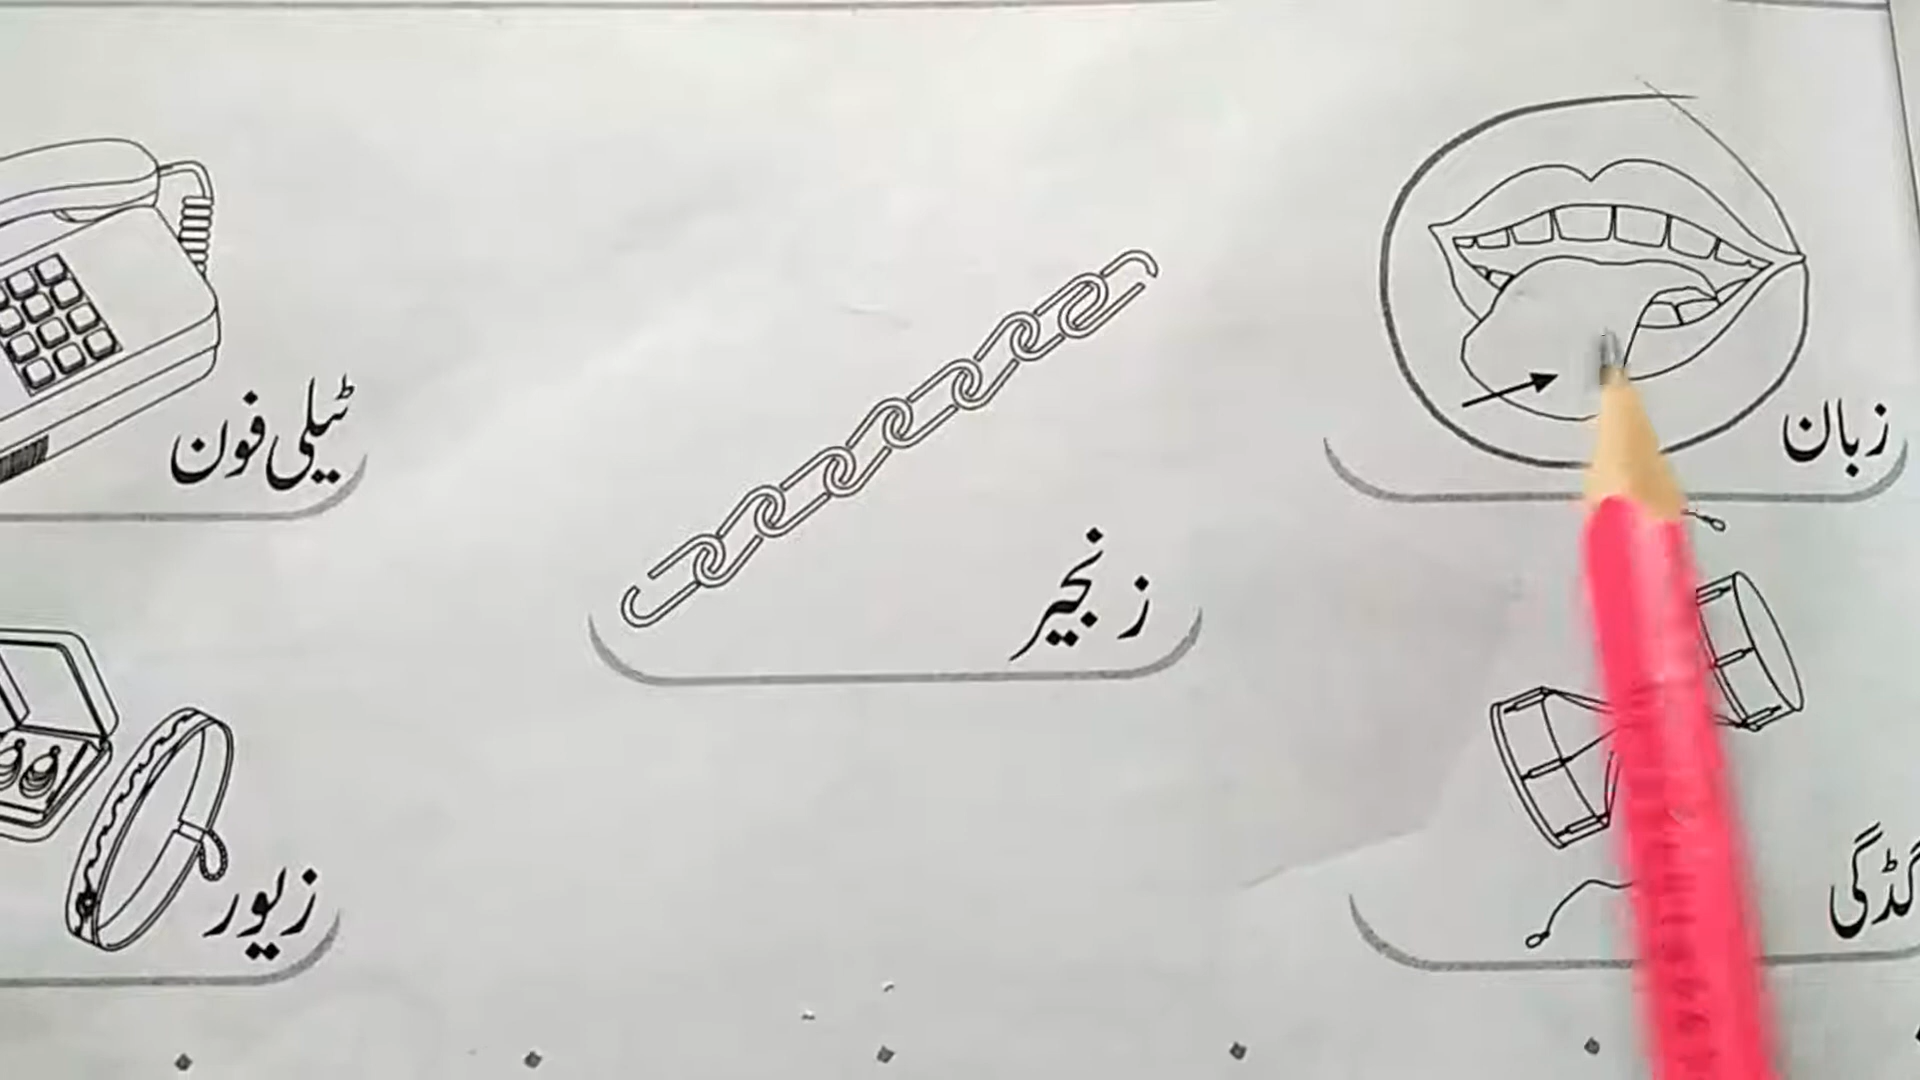 زبان
زنجیر
ٹیلی فون
زیور